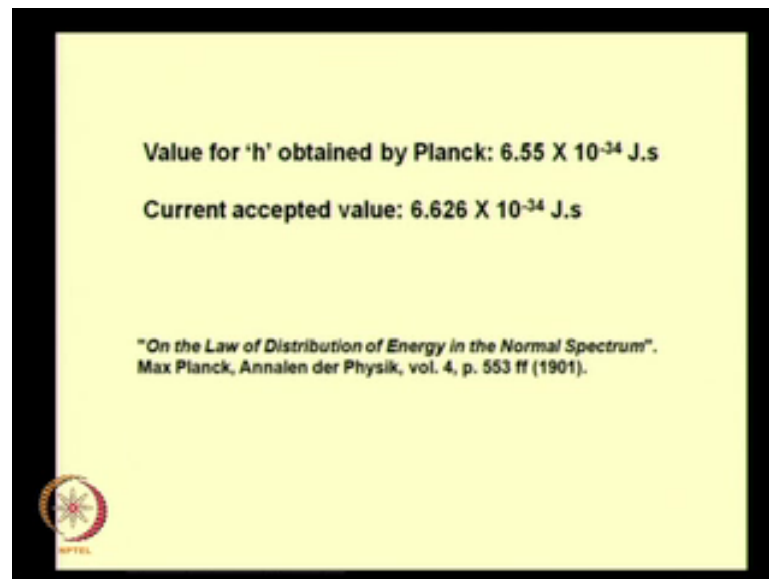 Value for 'h' obtained by Planck: 6.55 X 10⁻³⁴ J.s
Current accepted value: 6.626 X 10⁻³⁴ J.s
"On the Law of Distribution of Energy in the Normal Spectrum".
Max Planck, Annalen der Physik, vol. 4, p. 553 ff (1901).
NPTEL